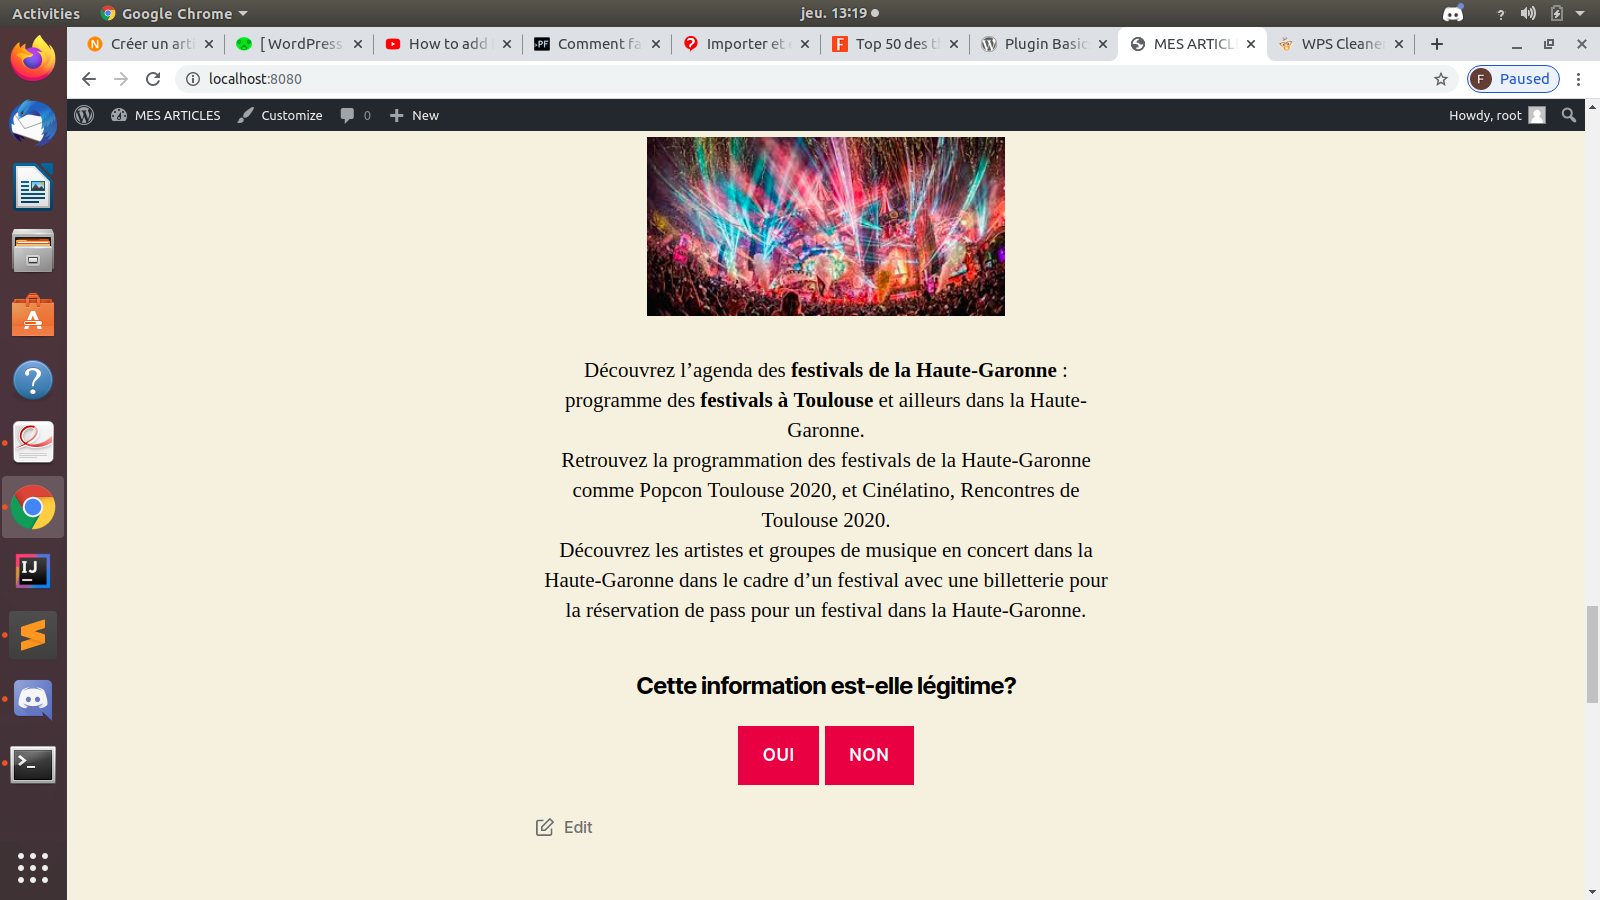 Activities
Google Chrome
jeu. 13:19
Créer un arti
[WordPress
How to add
Comment fa
Importer et
Top 50 des t
Plugin Basic
MES ARTICL
WPS Cleane
localhost:8080
F
Paused
MES ARTICLES
Customize
0
New
Howdy, root
Découvrez l’agenda des festivals de la Haute-Garonne :
programme des festivals à Toulouse et ailleurs dans la Haute-
Garonne.
Retrouvez la programmation des festivals de la Haute-Garonne
comme Popcon Toulouse 2020, et Cinélatino, Rencontres de
Toulouse 2020.
Découvrez les artistes et groupes de musique en concert dans la
Haute-Garonne dans le cadre d’un festival avec une billetterie pour
la réservation de pass pour un festival dans la Haute-Garonne.
Cette information est-elle légitime?
OUI
NON
Edit